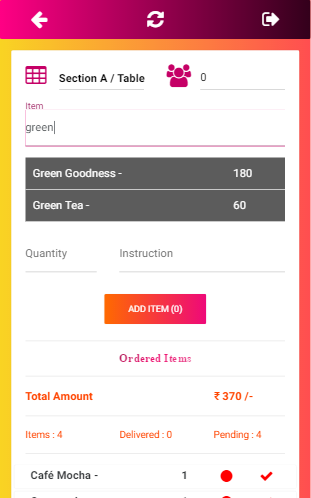 Section A / Table
0
Item
green
Green Goodness - 180
Green Tea - 60
Quantity Instruction
ADD ITEM (0)
Ordered Items
Total Amount ₹ 370 /-
Items : 4 Delivered : 0 Pending : 4
Café Mocha - 1